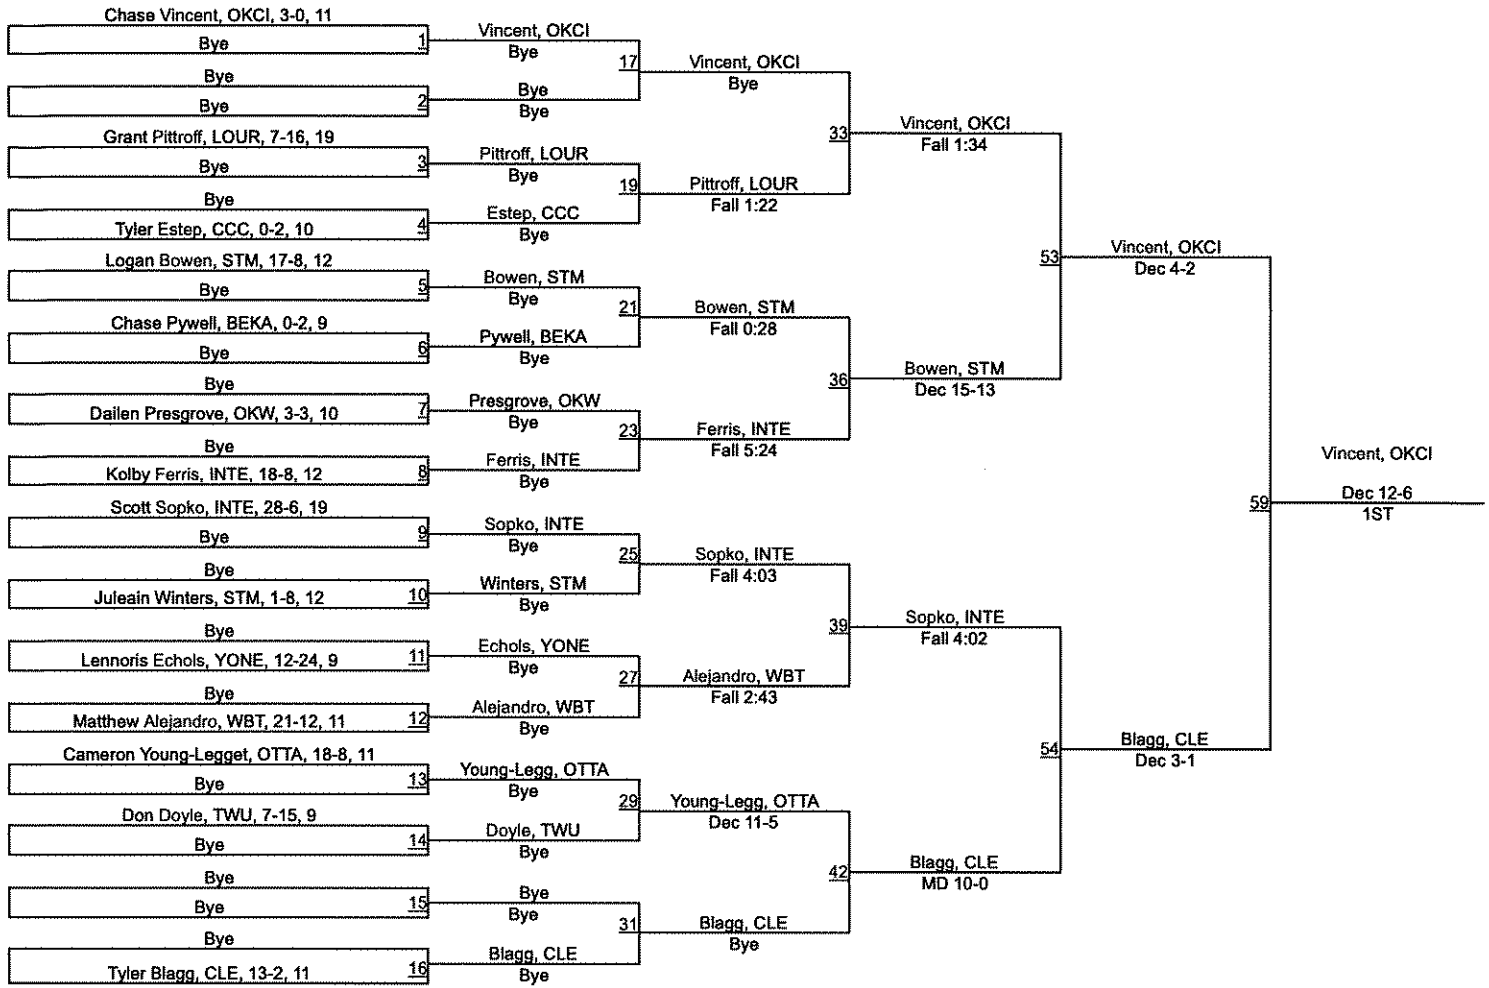 Chase Vincent, OKCI, 3-0, 11
Bye
1
Bye
Bye
2
Grant Pittroff, LOUR, 7-16, 19
Bye
3
Bye
Tyler Estep, CCC, 0-2, 10
4
Logan Bowen, STM, 17-8, 12
Bye
5
Chase Pywell, BEKA, 0-2, 9
Bye
6
Bye
Dailen Presgrove, OKW, 3-3, 10
7
Bye
Kolby Ferris, INTE, 18-8, 12
8
Scott Sopko, INTE, 28-6, 19
Bye
9
Bye
Juleain Winters, STM, 1-8, 12
10
Bye
Lennoris Echols, YONE, 12-24, 9
11
Bye
Matthew Alejandro, WBT, 21-12, 11
12
Cameron Young-Legget, OTTA, 18-8, 11
Bye
13
Don Doyle, TWU, 7-15, 9
Bye
14
Bye
Bye
15
Bye
Tyler Blagg, CLE, 13-2, 11
16
Vincent, OKCI
Bye
17
Bye
Bye
Pittroff, LOUR
Bye
19
Estep, CCC
Bye
Bowen, STM
Bye
21
Pywell, BEKA
Bye
Presgrove, OKW
Bye
23
Ferris, INTE
Bye
Sopko, INTE
Bye
25
Winters, STM
Bye
Echols, YONE
Bye
27
Alejandro, WBT
Bye
Young-Legg, OTTA
Bye
29
Doyle, TWU
Bye
Bye
Bye
31
Blagg, CLE
Bye
Vincent, OKCI
Bye
33
Pittroff, LOUR
Fall 1:22
Bowen, STM
Fall 0:28
36
Ferris, INTE
Fall 5:24
Sopko, INTE
Fall 4:03
39
Alejandro, WBT
Fall 2:43
Young-Legg, OTTA
Dec 11-5
42
Blagg, CLE
Bye
Vincent, OKCI
Fall 1:34
53
Bowen, STM
Dec 15-13
Sopko, INTE
Fall 4:02
54
Blagg, CLE
MD 10-0
Vincent, OKCI
Dec 4-2
59
Blagg, CLE
Dec 3-1
Vincent, OKCI
Dec 12-6
1ST